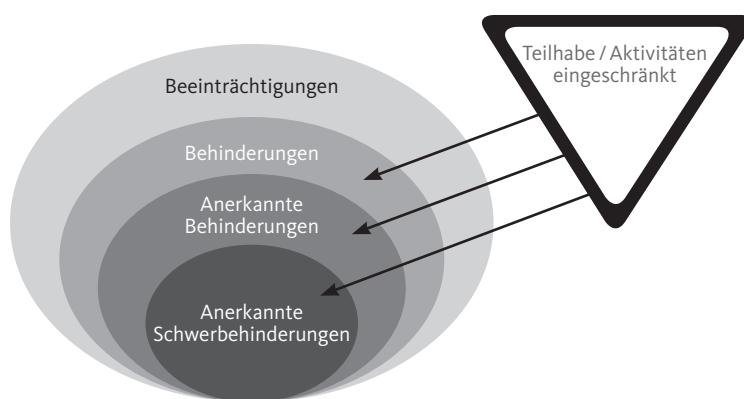 Teilhabe / Aktivitäten
eingeschränkt
Beeinträchtigungen
Behinderungen
Anerkannte
Behinderungen
Anerkannte
Schwerbehinderungen